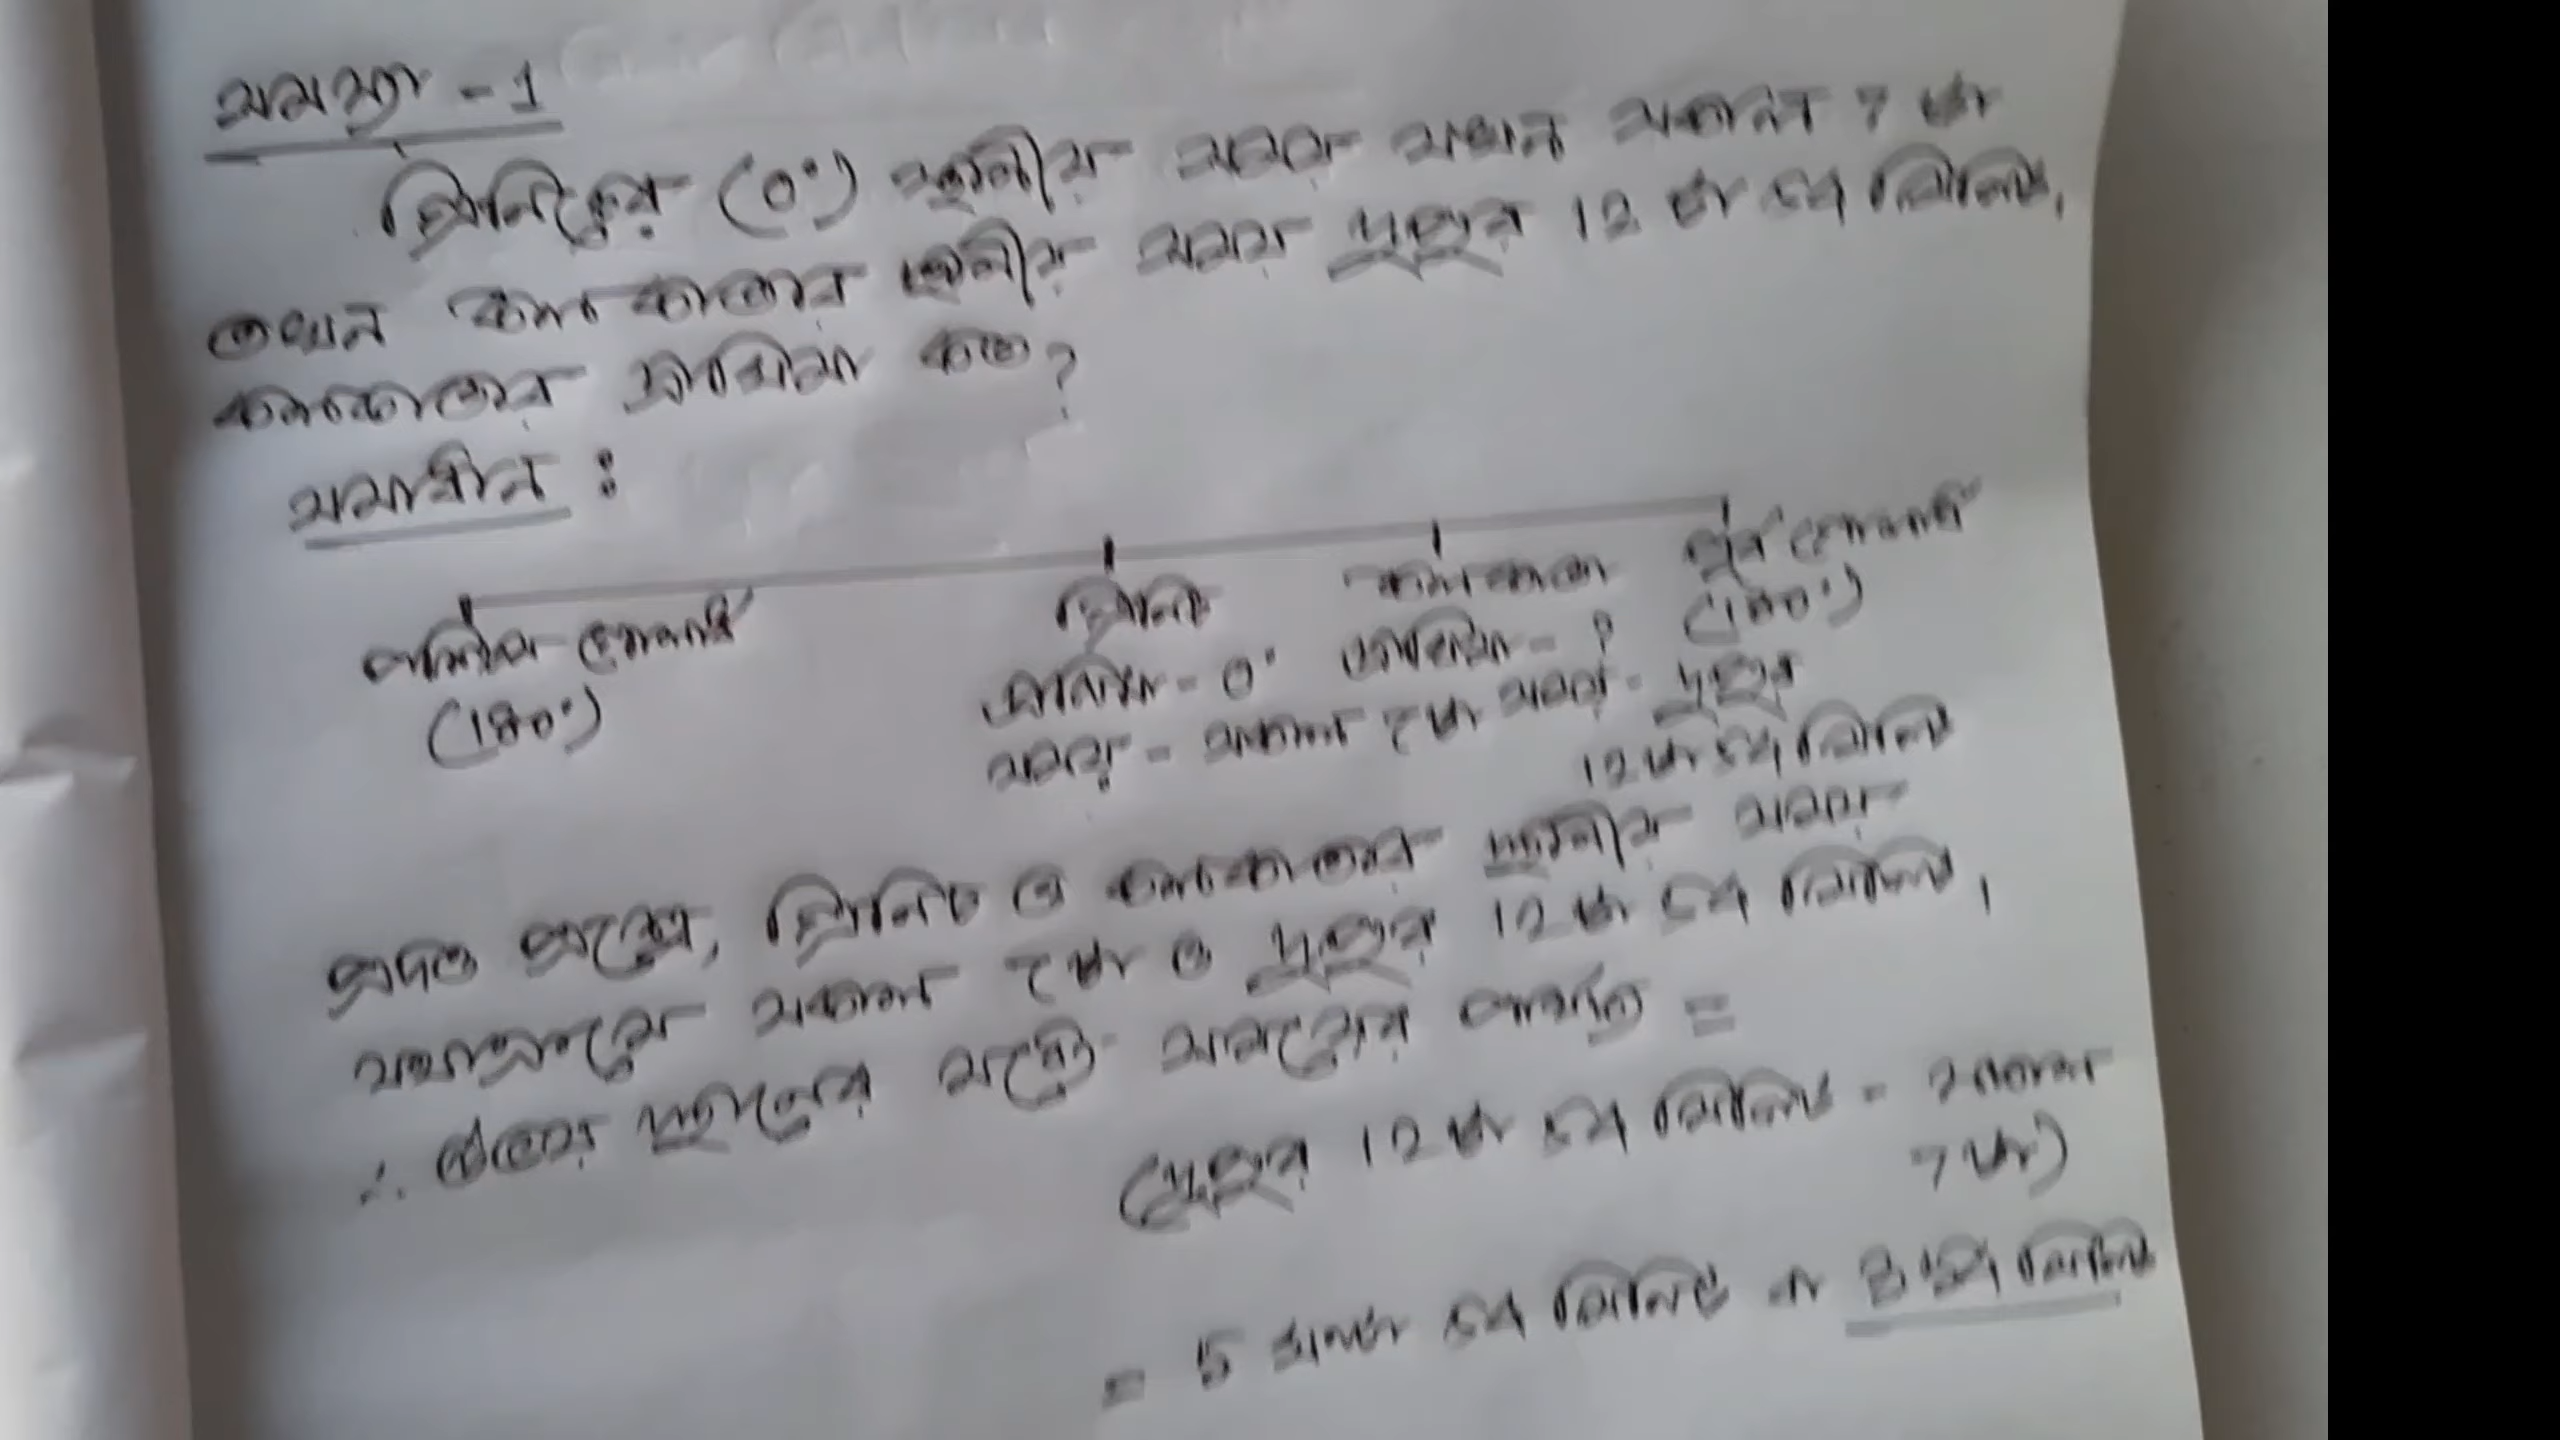 সমস্যা - 1
গ্রিনিচের (0°) স্থানীয় সময় যখন সকাল 7 টা
তখন কলকাতার স্থানীয় সময় দুপুর 12 টা 54 মিনিট,
কলকাতার দ্রাঘিমা কত?
সমাধান :
পশ্চিম গোলার্ধ (180°)
গ্রিনিচ
দ্রাঘিমা - 0°
সময় - সকাল 7 টা
কলকাতা
দ্রাঘিমা - ?
সময় - দুপুর
12 টা 54 মিনিট
পূর্ব গোলার্ধ
(180°)
প্রদত্ত প্রশ্নে, গ্রিনিচ ও কলকাতার স্থানীয় সময়
যথাক্রমে সকাল 7 টা ও দুপুর 12 টা 54 মিনিট,
∴ স্থানের মধ্যে সময়ের পার্থক্য =
(দুপুর 12 টা 54 মিনিট - সকাল
7 টা)
= 5 ঘন্টা 54 মিনিট বা 354 মিনিট